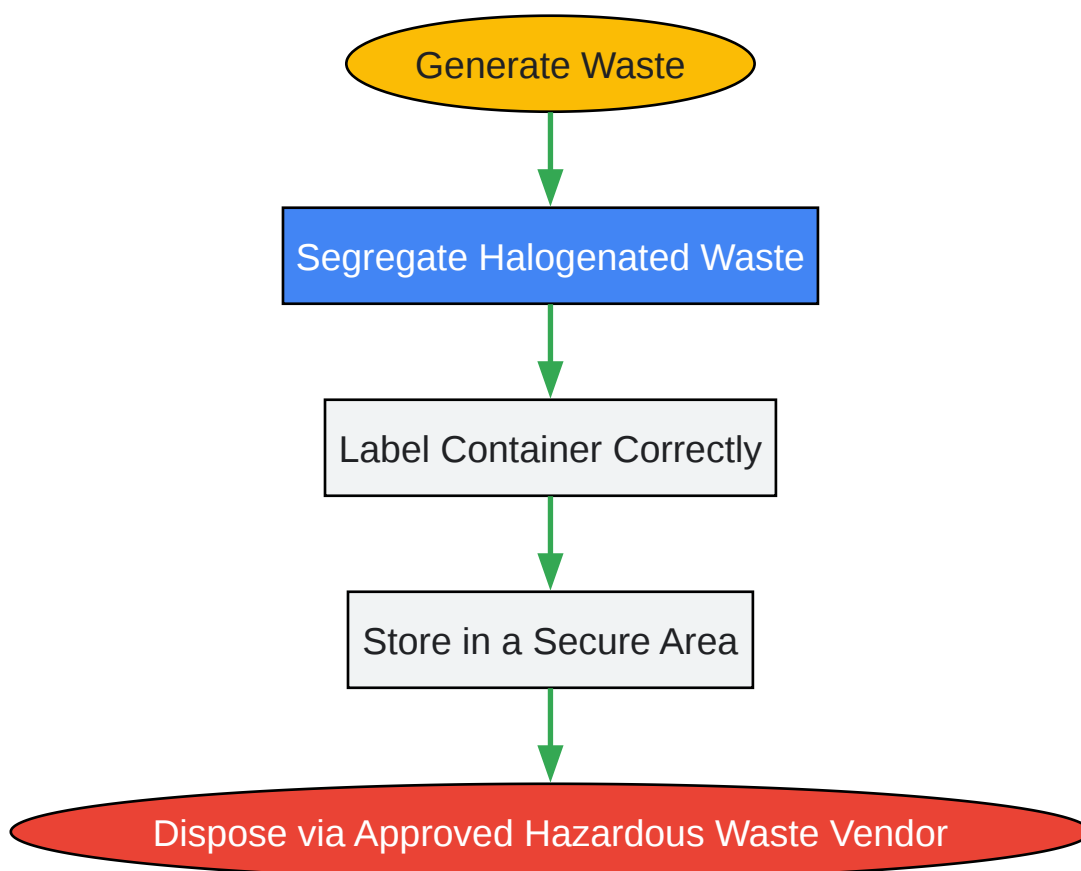 Generate Waste
Segregate Halogenated Waste
Label Container Correctly
Store in a Secure Area
Dispose via Approved Hazardous Waste Vendor